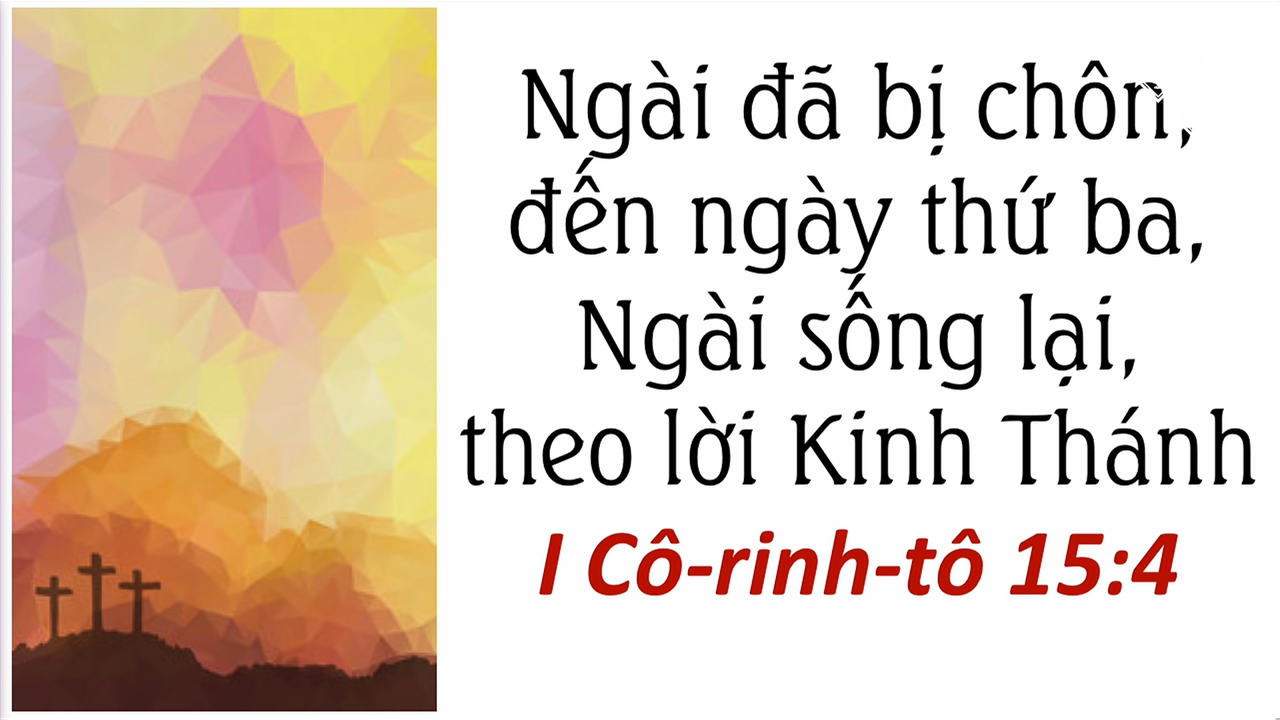 Ngài đã bị chôn,
đến ngày thứ ba,
Ngài sống lại,
theo lời Kinh Thánh
I Cô-rinh-tô 15:4